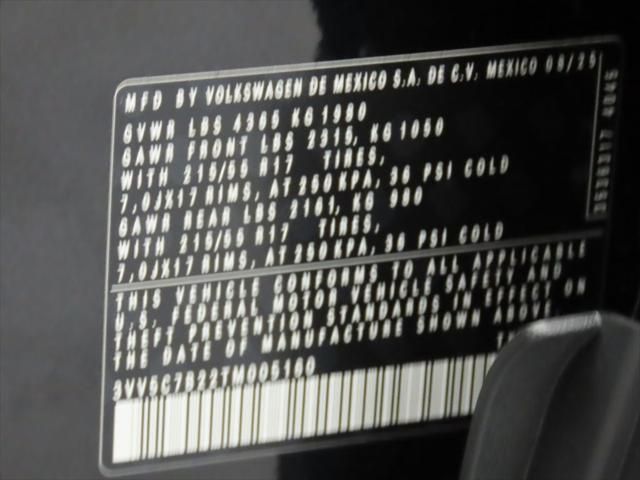 MFD BY VOLKSWAGEN DE MEXICO S.A. DE C.V. MEXICO 08/25
GVWR LBS 4365 KG 1980
GAWR FRONT LBS 2315, KG 1050
WITH 215/55 R17 TIRES,
7,0JX17 RIMS, AT 250 KPA, 36 PSI COLD
GAWR REAR LBS 2161, KG 980
WITH 215/55 R17 TIRES,
7,0JX17 RIMS, AT 250 KPA, 36 PSI COLD
THIS VEHICLE CONFORMS TO ALL APPLICABLE
U.S. FEDERAL MOTOR VEHICLE SAFETY AND
THEFT PREVENTION STANDARDS IN EFFECT ON
THE DATE OF MANUFACTURE SHOWN ABOVE.
3VV5C7B22TM005160